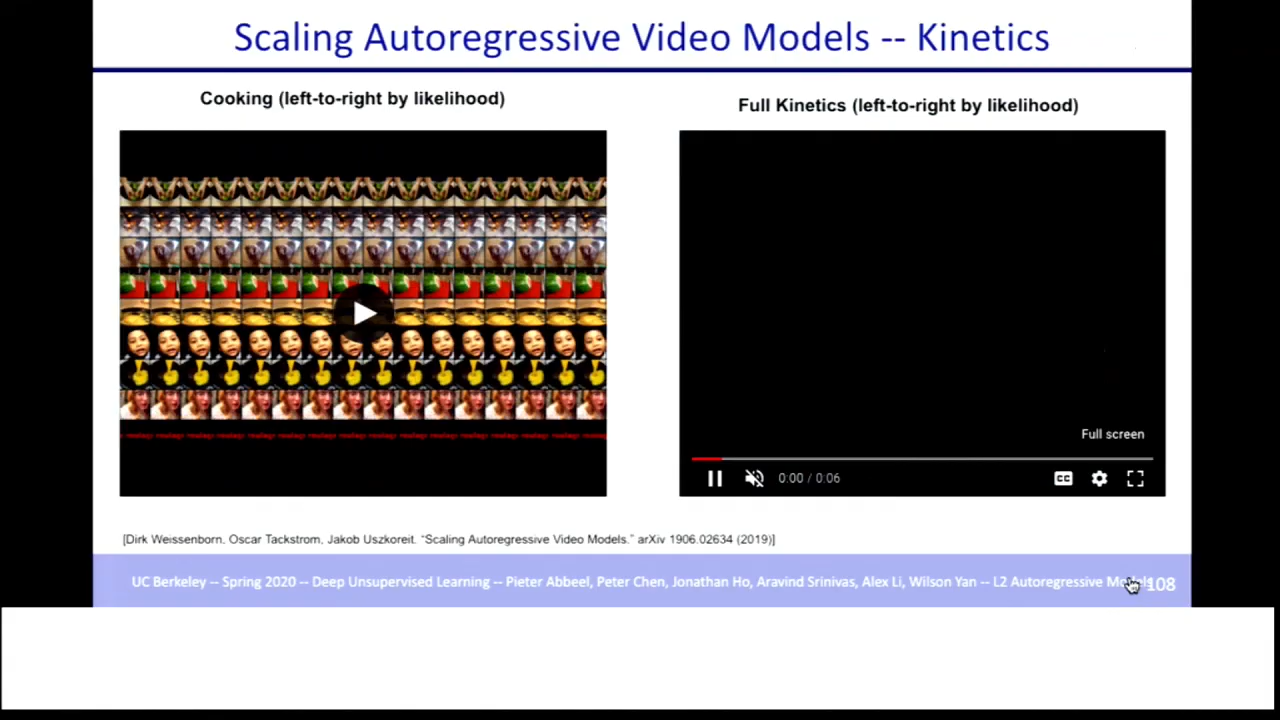 Scaling Autoregressive Video Models -- Kinetics
Cooking (left-to-right by likelihood)
Full Kinetics (left-to-right by likelihood)
Full screen
0:00 / 0:06
CC
[Dirk Weissenborn, Oscar Tackstrom, Jakob Uszkoreit. "Scaling Autoregressive Video Models." arXiv 1906.02634 (2019)]
UC Berkeley -- Spring 2020 -- Deep Unsupervised Learning -- Pieter Abbeel, Peter Chen, Jonathan Ho, Aravind Srinivas, Alex Li, Wilson Yan -- L2 Autoregressive Models 108